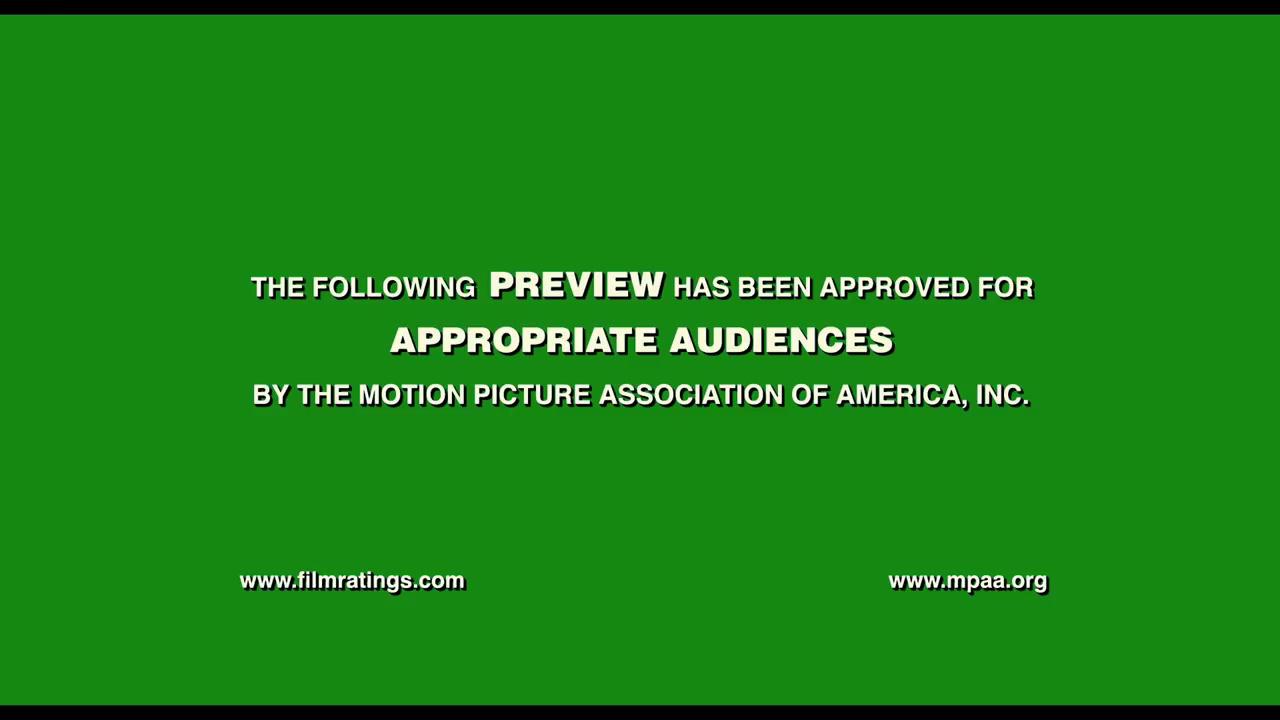 THE FOLLOWING PREVIEW HAS BEEN APPROVED FOR
APPROPRIATE AUDIENCES
BY THE MOTION PICTURE ASSOCIATION OF AMERICA, INC.
www.filmratings.com
www.mpaa.org